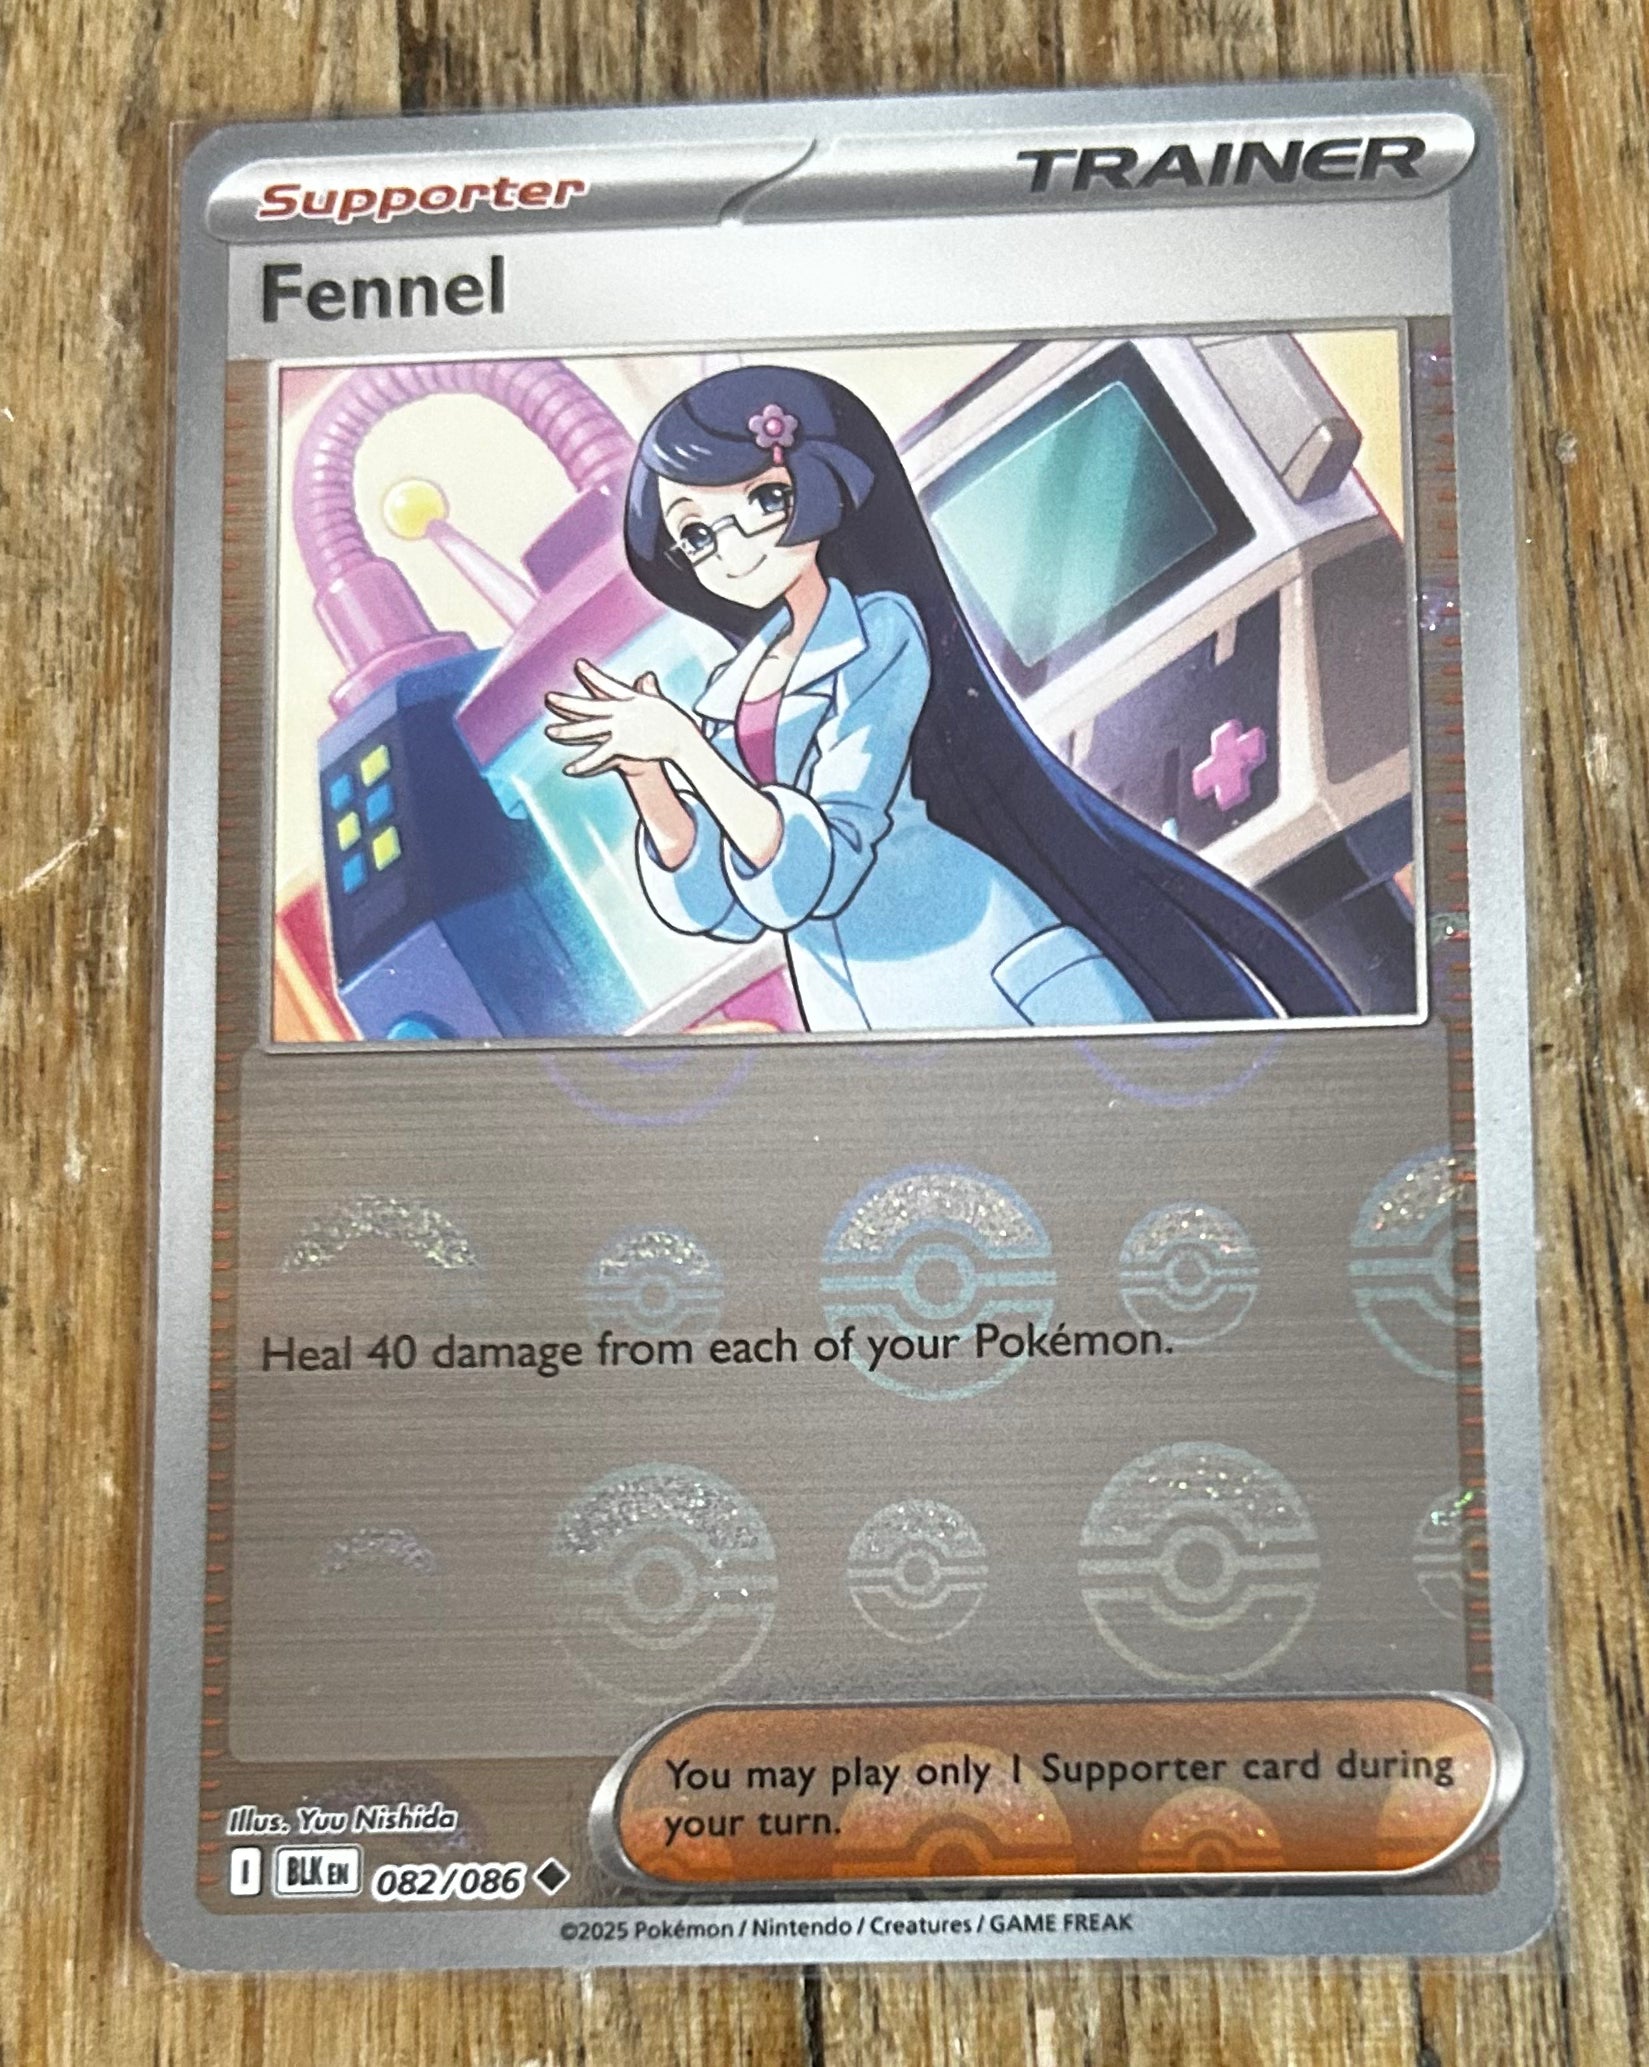 Supporter
TRAINER
Fennel
Heal 40 damage from each of your Pokémon.
You may play only 1 Supporter card during
your turn.
Illus. Yuu Nishida
I BLK EN 082/086
©2025 Pokémon / Nintendo / Creatures / GAME FREAK